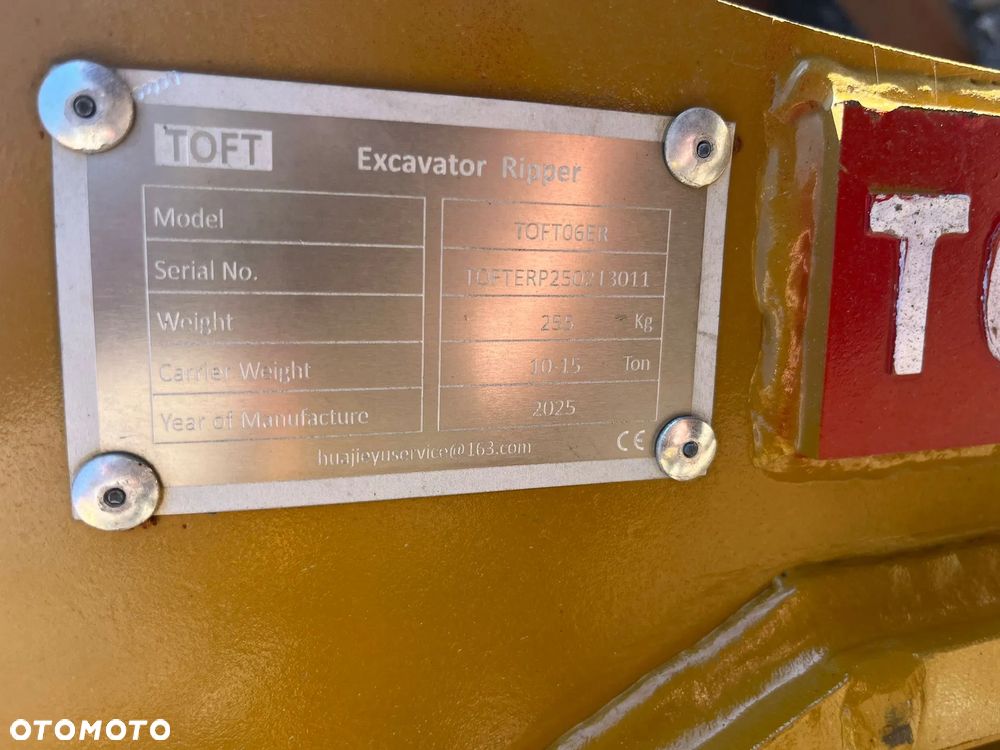 TOFT
Excavator Ripper
Model TOFT06ER
Serial No. TOFTERP250213011
Weight 255 Kg
Carrier Weight 10-15 Ton
Year of Manufacture 2025
huajieyuservice@163.com CE
OTOMOTO